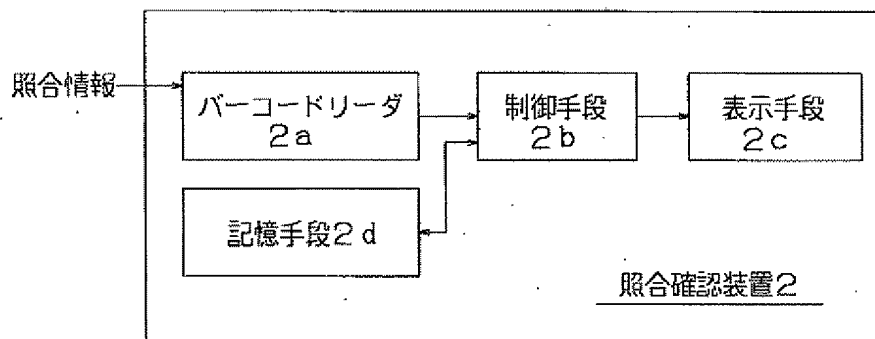 照合情報
バーコードリーダ
2a
制御手段
2b
表示手段
2c
記憶手段2d
照合確認装置2